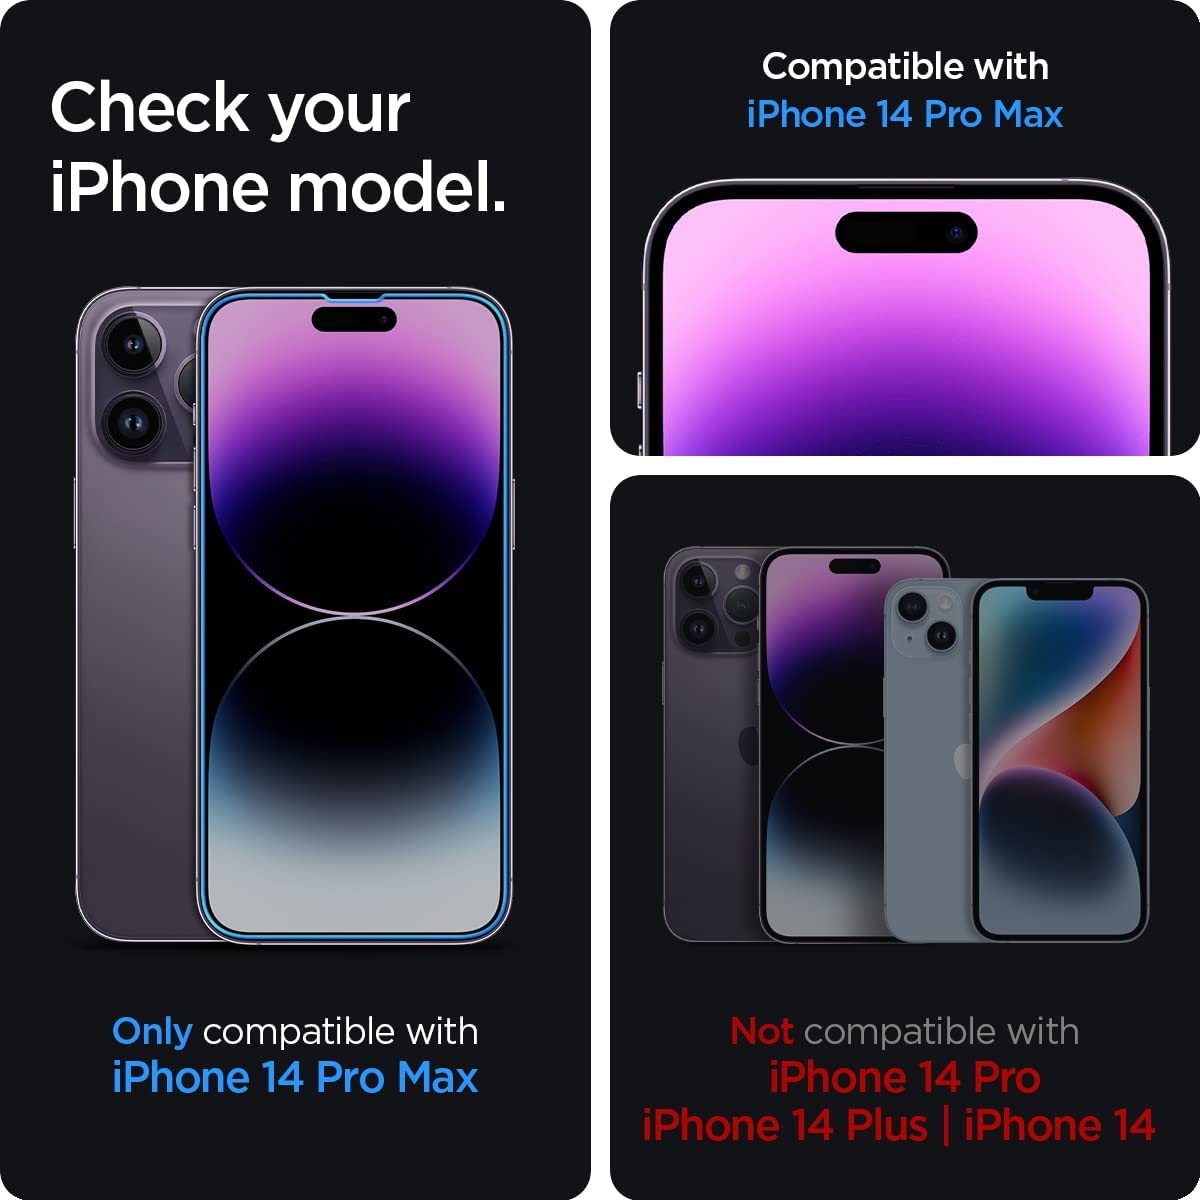 Check your
iPhone model.
Only compatible with
iPhone 14 Pro Max
Compatible with
iPhone 14 Pro Max
Not compatible with
iPhone 14 Pro
iPhone 14 Plus | iPhone 14